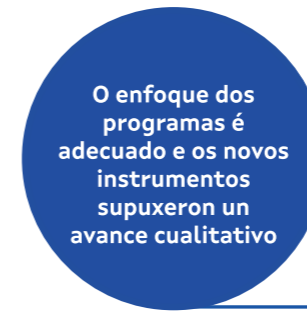 O enfoque dos
programas é
adecuado e os novos
instrumentos
supuxeron un
avance cualitativo